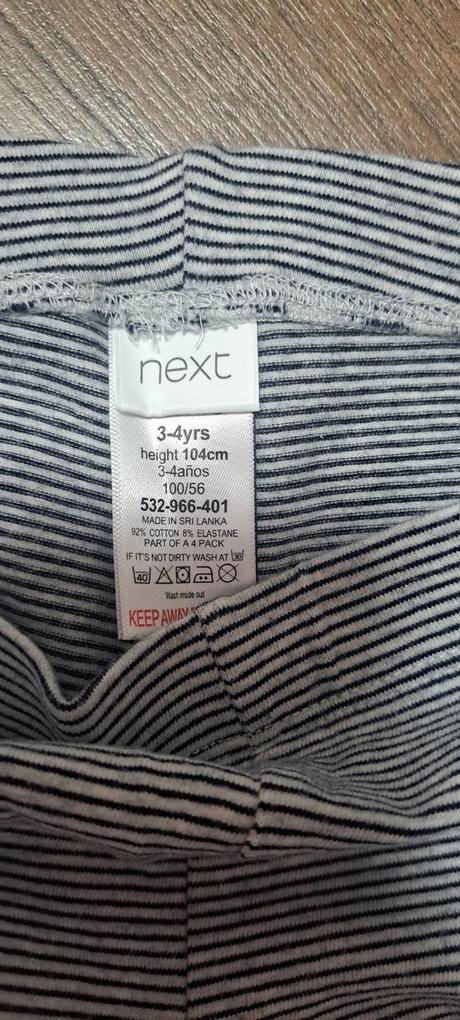 next
3-4yrs
height 104cm
3-4años
100/56
532-966-401
MADE IN SRI LANKA
92% COTTON 8% ELASTANE
PART OF A 4 PACK
IF IT'S NOT DIRTY WASH AT 30
40
Wash inside out
KEEP AWAY